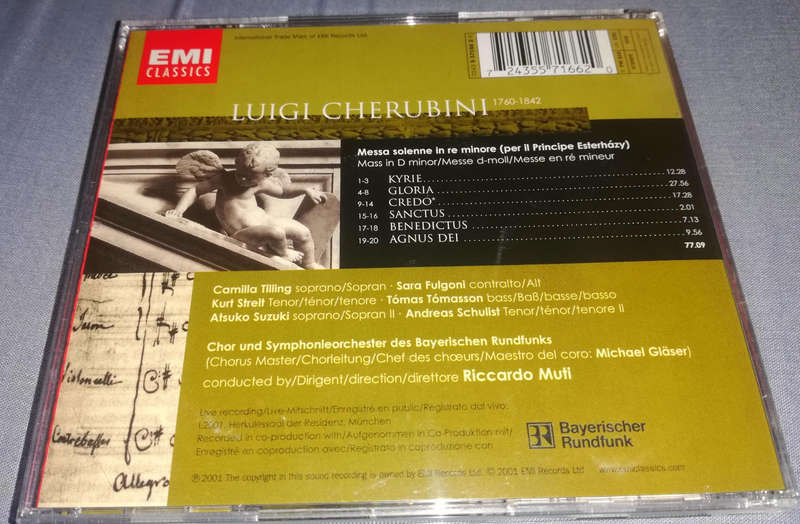 EMI
CLASSICS
International Trade Mark of EMI Records Ltd.
7 24355 71662 0
LUIGI CHERUBINI 1760-1842
Messa solenne in re minore (per il Principe Esterházy)
Mass in D minor/Messe d-moll/Messe en ré mineur
1-3 KYRIE 12.28
4-8 GLORIA 27.56
9-14 CREDO* 17.28
15-16 SANCTUS 2.01
17-18 BENEDICTUS 7.13
19-20 AGNUS DEI 9.56
77.09
Camilla Tilling soprano/Sopran · Sara Fulgoni contralto/Alt
Kurt Streit Tenor/ténor/tenore · Tómas Tómasson bass/Baß/basse/basso
Atsuko Suzuki soprano/Sopran II · Andreas Schulist Tenor/ténor/tenore II
Chor und Symphonieorchester des Bayerischen Rundfunks
(Chorus Master/Chorleitung/Chef des chœurs/Maestro del coro: Michael Gläser)
conducted by/Dirigent/direction/direttore Riccardo Muti
Live recording/Live-Mitschnitt/Enregistré en public/Registrato dal vivo:
2001, Herkulessaal der Residenz, München
Recorded in co-production with/Aufgenommen in Co-Produktion mit/
Enregistré en coproduction avec/Registrato in coproduzione con
Bayerischer
Rundfunk
℗ 2001 The copyright in this sound recording is owned by EMI Records Ltd. © 2001 EMI Records Ltd
www.emiclassics.com
Violoncelli
Contrebasses
Allegro